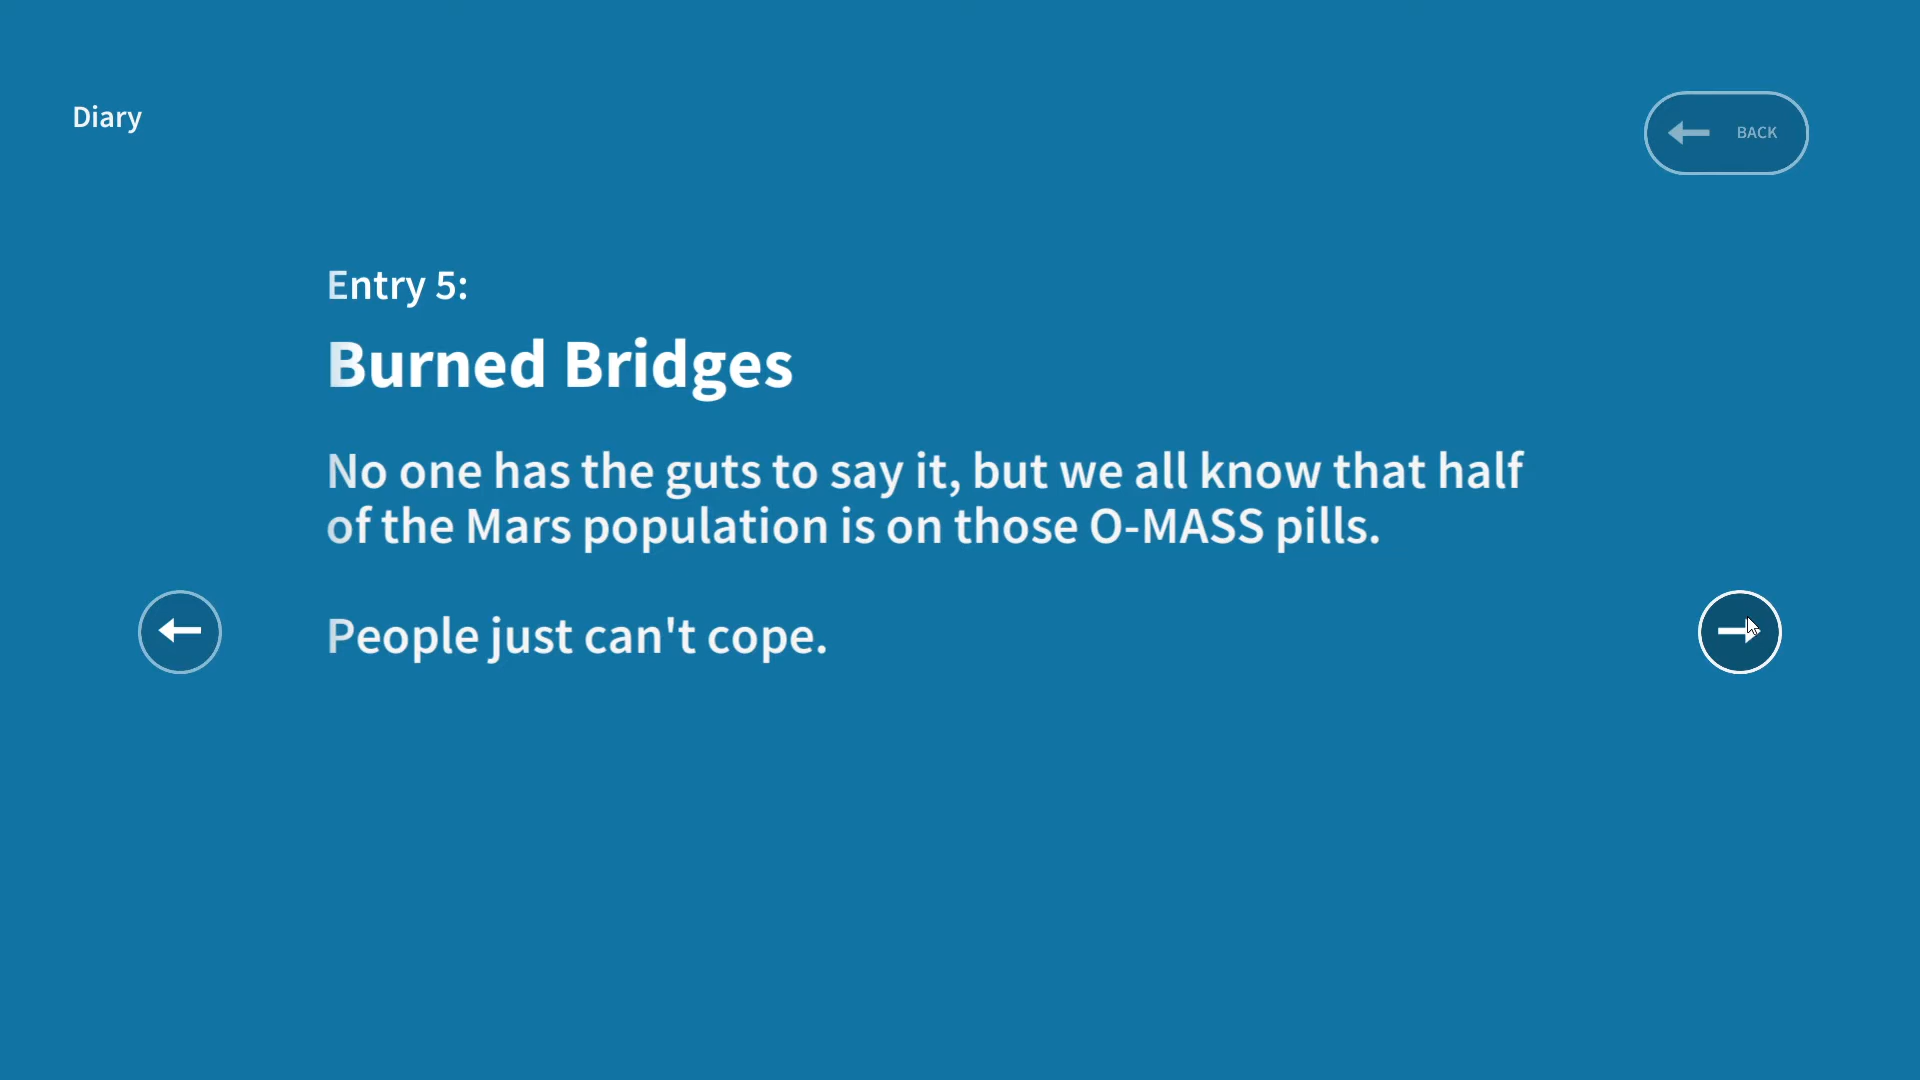 Diary
BACK
Entry 5:
Burned Bridges
No one has the guts to say it, but we all know that half
of the Mars population is on those O-MASS pills.
People just can't cope.